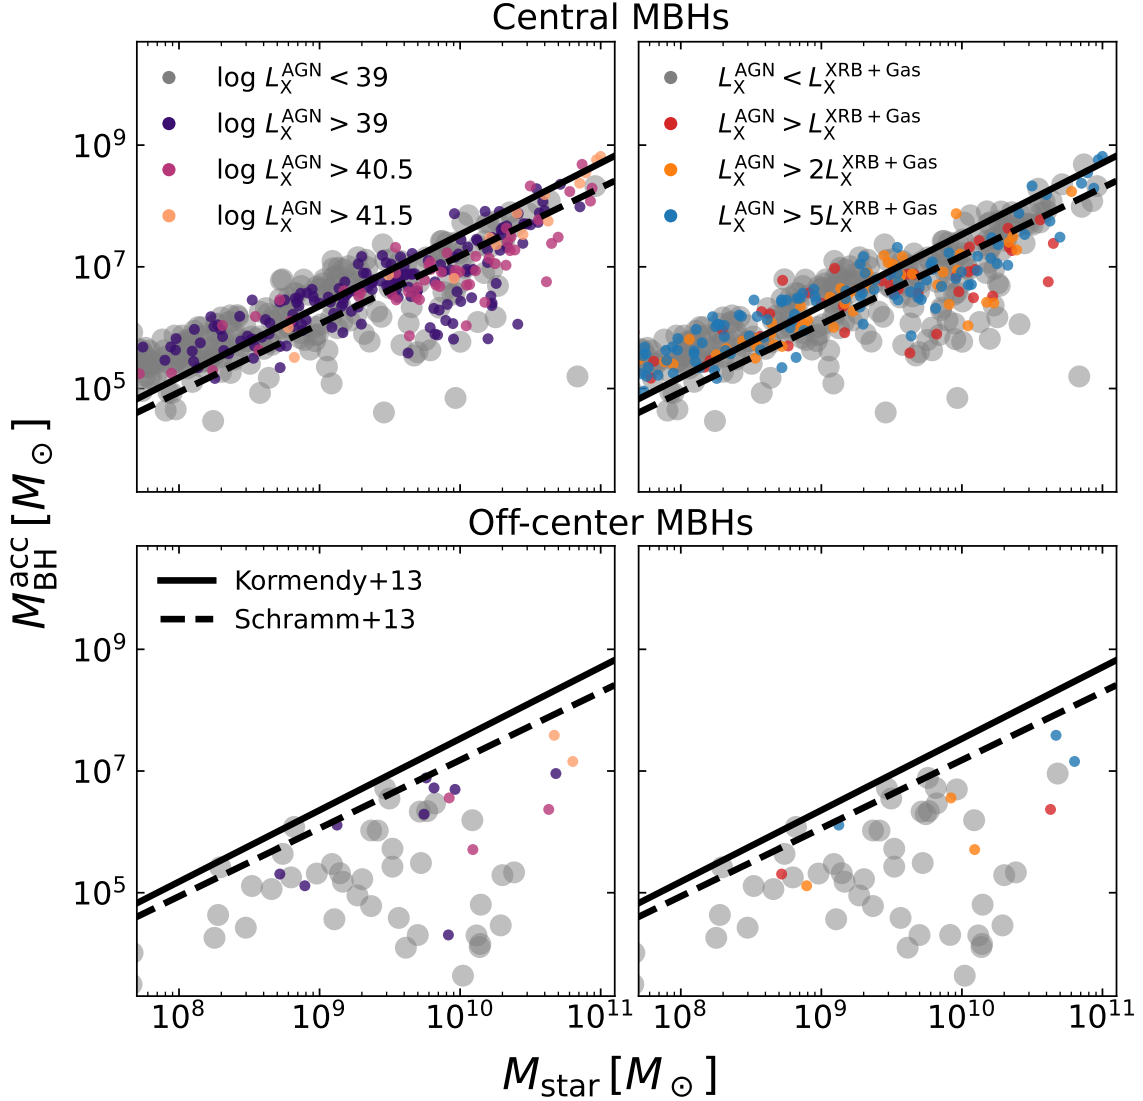 Central MBHs
log L_X^AGN < 39
log L_X^AGN > 39
log L_X^AGN > 40.5
log L_X^AGN > 41.5
L_X^AGN < L_X^XRB+Gas
L_X^AGN > L_X^XRB+Gas
L_X^AGN > 2L_X^XRB+Gas
L_X^AGN > 5L_X^XRB+Gas
10^9
10^7
10^5
Off-center MBHs
Kormendy+13
Schramm+13
10^9
10^7
10^5
10^8 10^9 10^10 10^11 10^8 10^9 10^10 10^11
M_BH^acc [M_⊙]
M_star [M_⊙]